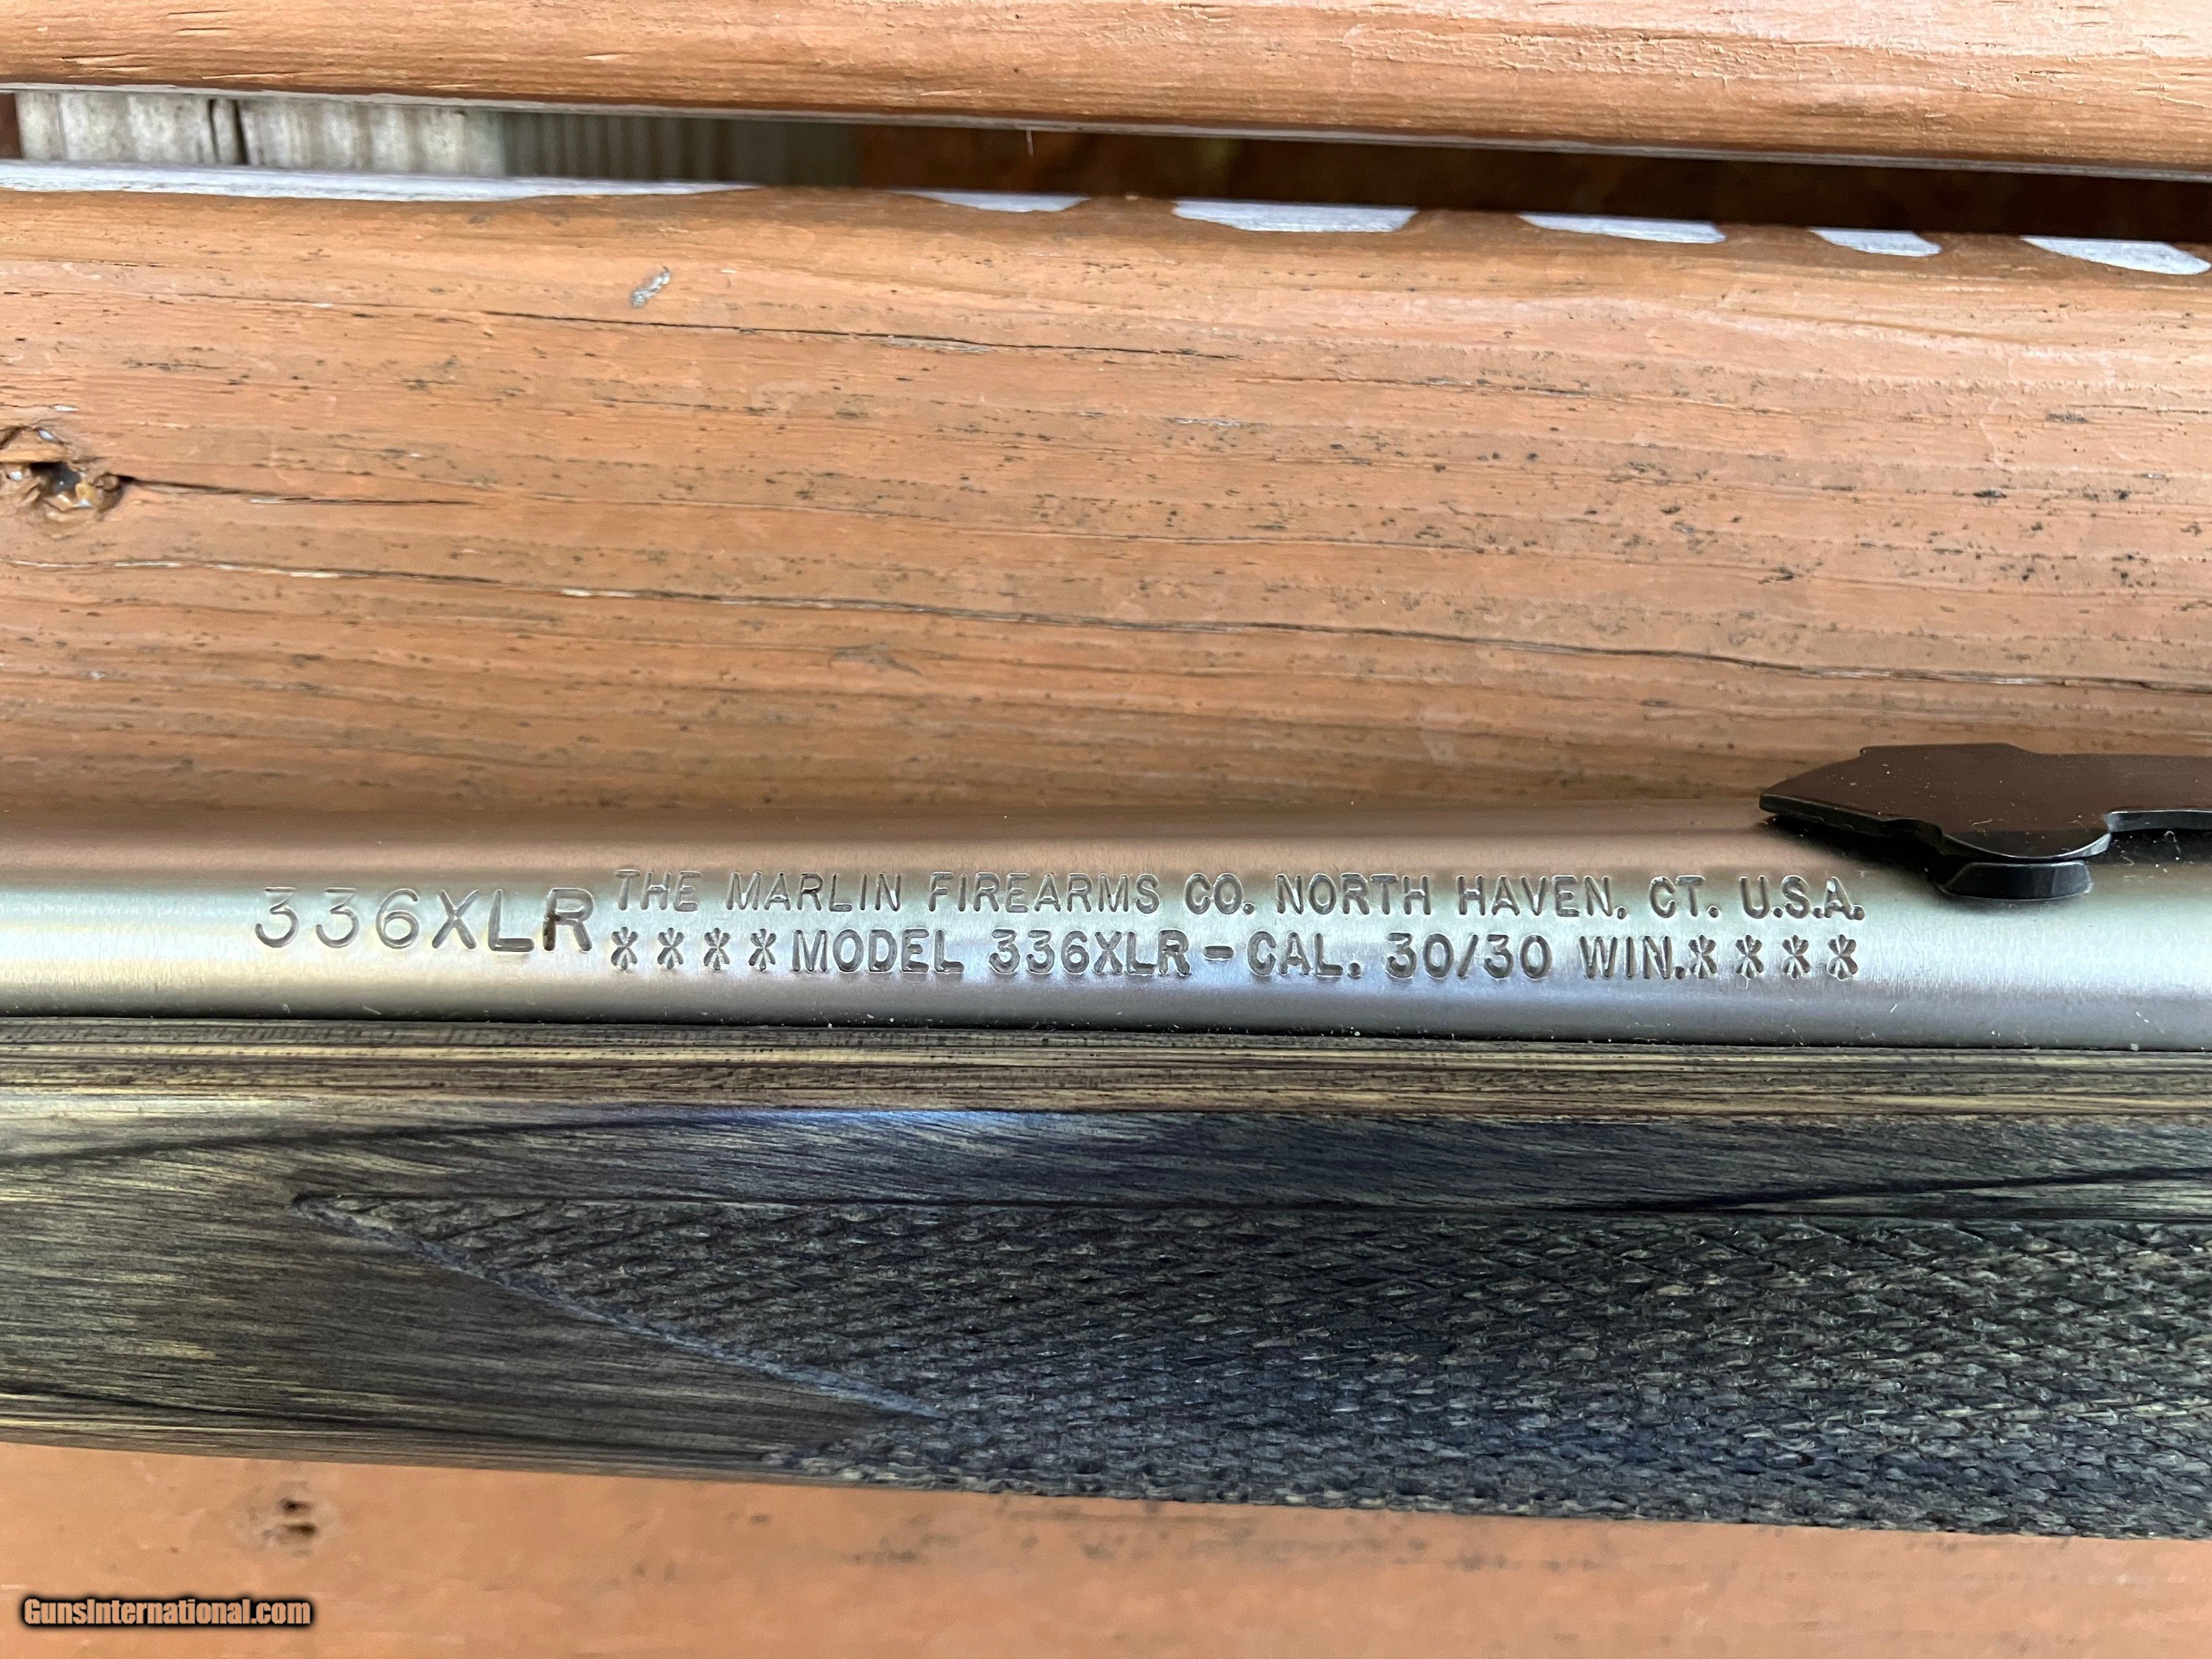 336XLR
THE MARLIN FIREARMS CO. NORTH HAVEN, CT. U.S.A.
****MODEL 336XLR-CAL. 30/30 WIN.****
GunsInternational.com